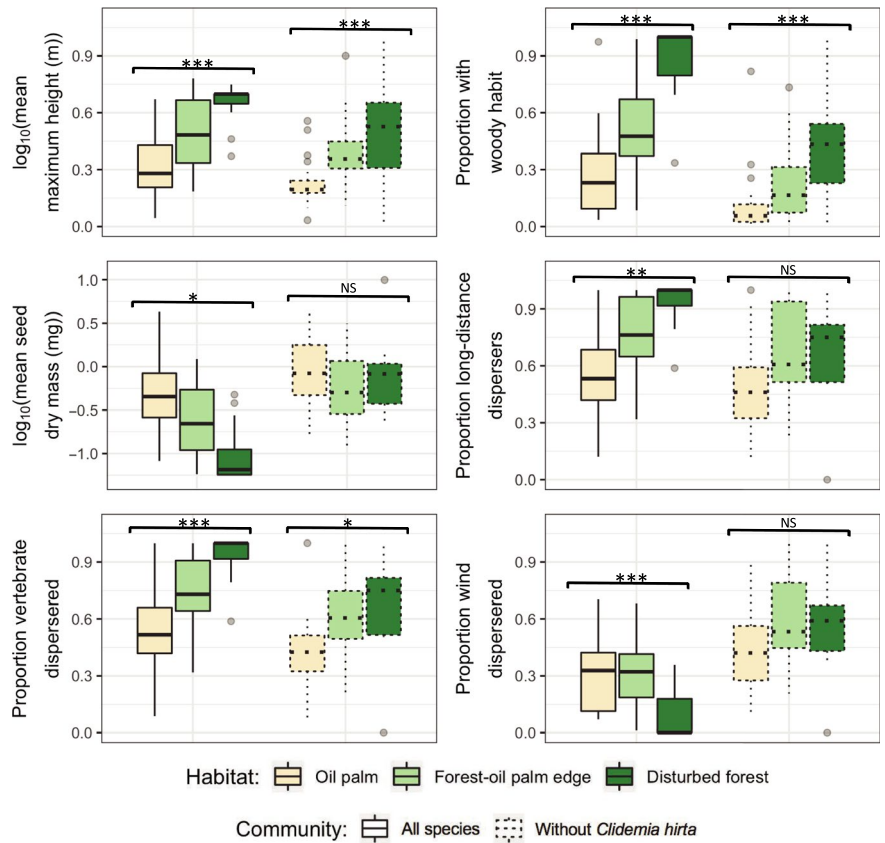 ***
***
0.9
0.6
0.3
0.0
log10(mean
maximum height (m))
***
***
0.9
0.6
0.3
0.0
Proportion with
woody habit
*
NS
1.0
0.5
0.0
−0.5
−1.0
log10(mean seed
dry mass (mg))
**
NS
0.9
0.6
0.3
0.0
Proportion long-distance
dispersers
***
*
0.9
0.6
0.3
0.0
Proportion vertebrate
dispersered
***
NS
0.9
0.6
0.3
0.0
Proportion wind
dispersered
Habitat: Oil palm Forest-oil palm edge Disturbed forest
Community: All species Without Clidemia hirta